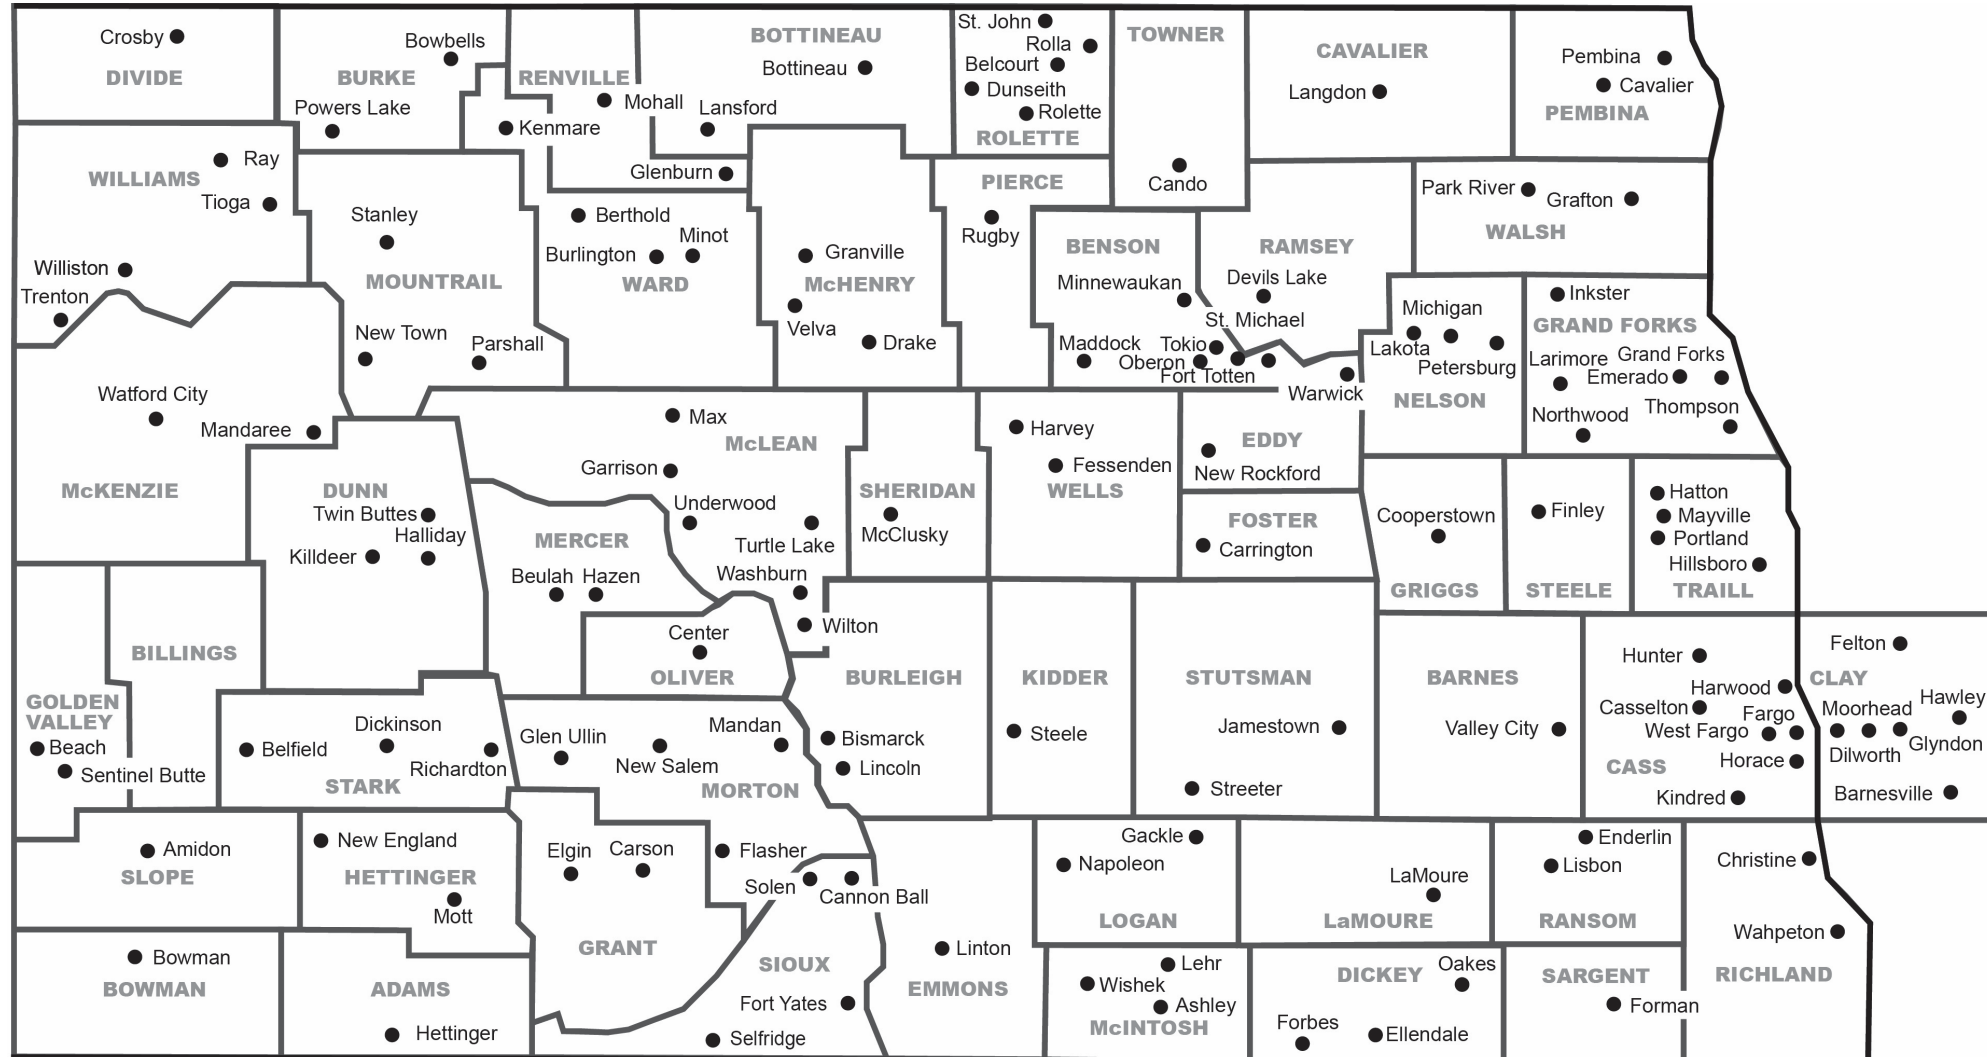 Crosby
DIVIDE
Bowbells
BURKE
Powers Lake
RENVILLE
Mohall
Kenmare
BOTTINEAU
Bottineau
Lansford
Glenburn
St. John
Rolla
Belcourt
Dunseith
Rolette
ROLETTE
TOWNER
Cando
CAVALIER
Langdon
Pembina
Cavalier
PEMBINA
Ray
WILLIAMS
Tioga
Williston
Trenton
Stanley
MOUNTRAIL
New Town
Parshall
Berthold
Minot
Burlington
WARD
Granville
McHENRY
Velva
Drake
PIERCE
Rugby
BENSON
Minnewaukan
Maddock
Tokio
Oberon
Fort Totten
St. Michael
Warwick
RAMSEY
Devils Lake
Park River
Grafton
WALSH
Michigan
Lakota
Petersburg
NELSON
Inkster
GRAND FORKS
Larimore
Grand Forks
Emerado
Northwood
Thompson
Watford City
Mandaree
McKENZIE
DUNN
Twin Buttes
Halliday
Killdeer
Max
McLEAN
Garrison
Underwood
Turtle Lake
Washburn
Wilton
MERCER
Beulah
Hazen
Center
OLIVER
SHERIDAN
McClusky
Harvey
Fessenden
WELLS
EDDY
New Rockford
FOSTER
Carrington
Cooperstown
GRIGGS
Finley
STEELE
Hatton
Mayville
Portland
Hillsboro
TRAILL
BILLINGS
GOLDEN
VALLEY
Beach
Sentinel Butte
Dickinson
Belfield
Richardton
STARK
Glen Ullin
New Salem
Mandan
MORTON
Flasher
BURLEIGH
Bismarck
Lincoln
KIDDER
Steele
STUTSMAN
Jamestown
Streeter
BARNES
Valley City
Hunter
Harwood
Casselton
Fargo
West Fargo
Horace
CASS
Kindred
Felton
CLAY
Hawley
Moorhead
Dilworth
Glyndon
Barnesville
Amidon
SLOPE
New England
HETTINGER
Mott
Elgin
Carson
GRANT
Solen
Cannon Ball
SIOUX
Fort Yates
Selfridge
Linton
EMMONS
Gackle
Napoleon
LOGAN
LaMoure
LaMOURE
Enderlin
Lisbon
RANSOM
Christine
Wahpeton
RICHLAND
Bowman
BOWMAN
ADAMS
Hettinger
Lehr
Wishek
Ashley
McINTOSH
DICKEY
Oakes
Forbes
Ellendale
SARGENT
Forman